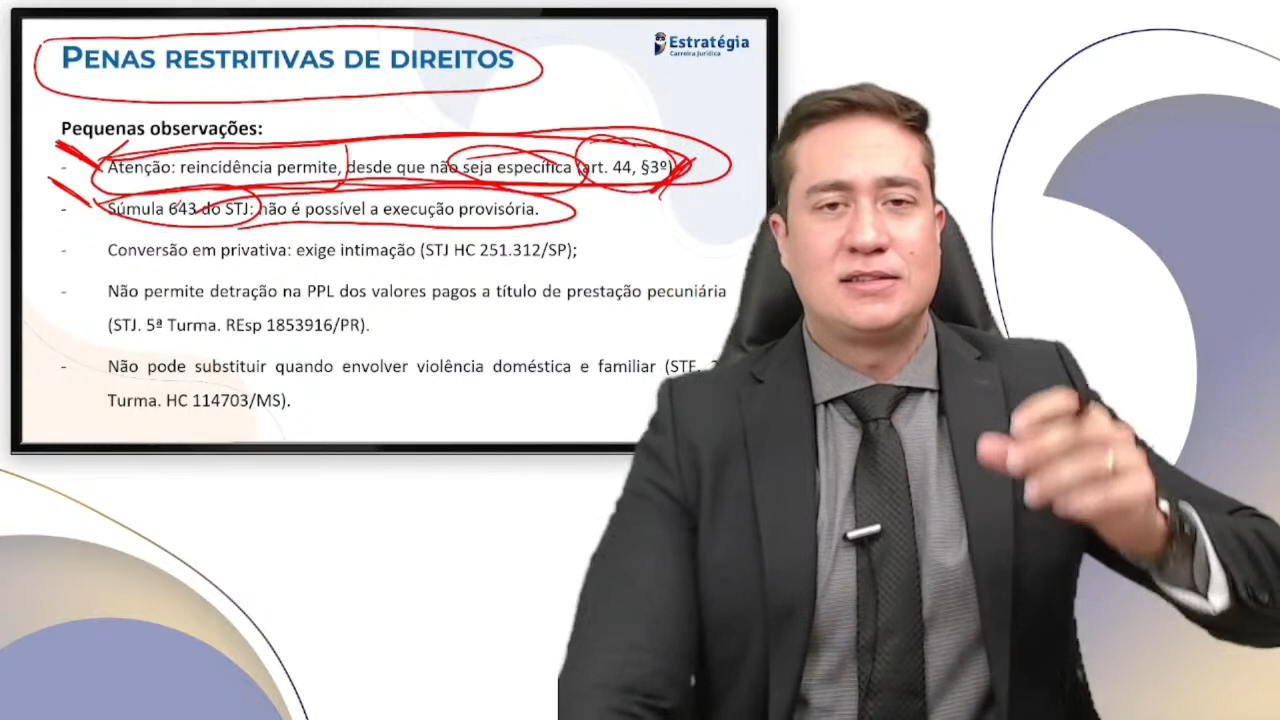 PENAS RESTRITIVAS DE DIREITOS
Estratégia
Carreira Jurídica
Pequenas observações:
- Atenção: reincidência permite, desde que não seja específica (art. 44, §3º)
- Súmula 643 do STJ: não é possível a execução provisória.
- Conversão em privativa: exige intimação (STJ HC 251.312/SP);
- Não permite detração na PPL dos valores pagos a título de prestação pecuniária
(STJ. 5ª Turma. REsp 1853916/PR).
- Não pode substituir quando envolver violência doméstica e familiar (STF.
Turma. HC 114703/MS).